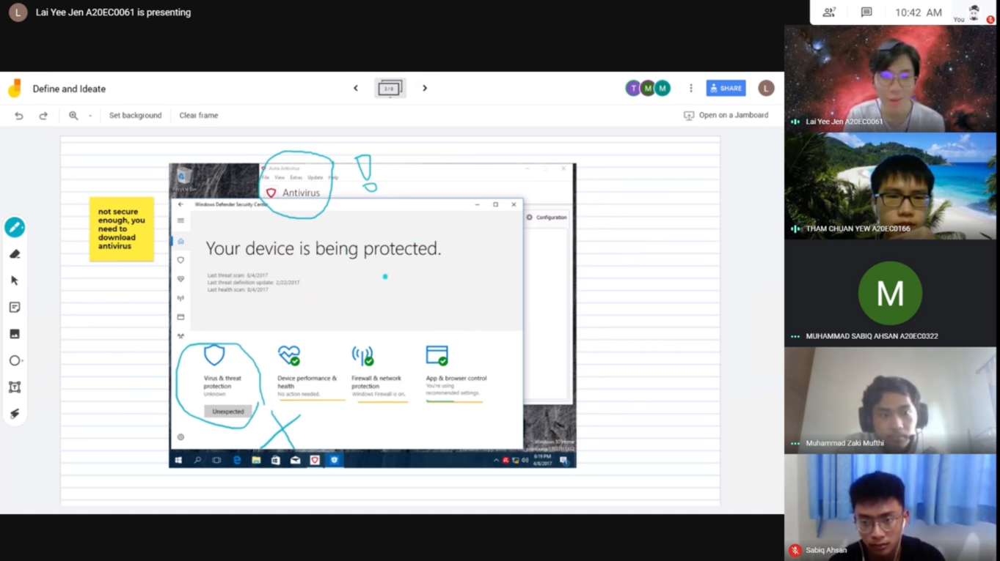 L
Lai Yee Jen A20EC0061 is presenting
7
10:42 AM
You
Define and Ideate
3/8
T
M
M
SHARE
L
Set background
Clear frame
Open on a Jamboard
not secure
enough, you
need to
download
antivirus
Recycle Bin
Avira Antivirus
File View Extras Update Help
Antivirus
!
Configuration
Windows Defender Security Center
Your device is being protected.
Last threat scan: 8/4/2017
Last threat definition update: 2/22/2017
Last health scan: 8/4/2017
Virus & threat
protection
Unknown
Unexpected
Device performance &
health
No action needed.
Firewall & network
protection
Windows Firewall is on.
App & browser control
You're using
recommended settings.
X
Windows 10 Home
6:19 PM
4/8/2017
Lai Yee Jen A20EC0061
THAM CHUAN YEW A20EC0166
M
MUHAMMAD SABIQ AHSAN A20EC0322
Muhammad Zaki Mufthi
Sabiq Ahsan